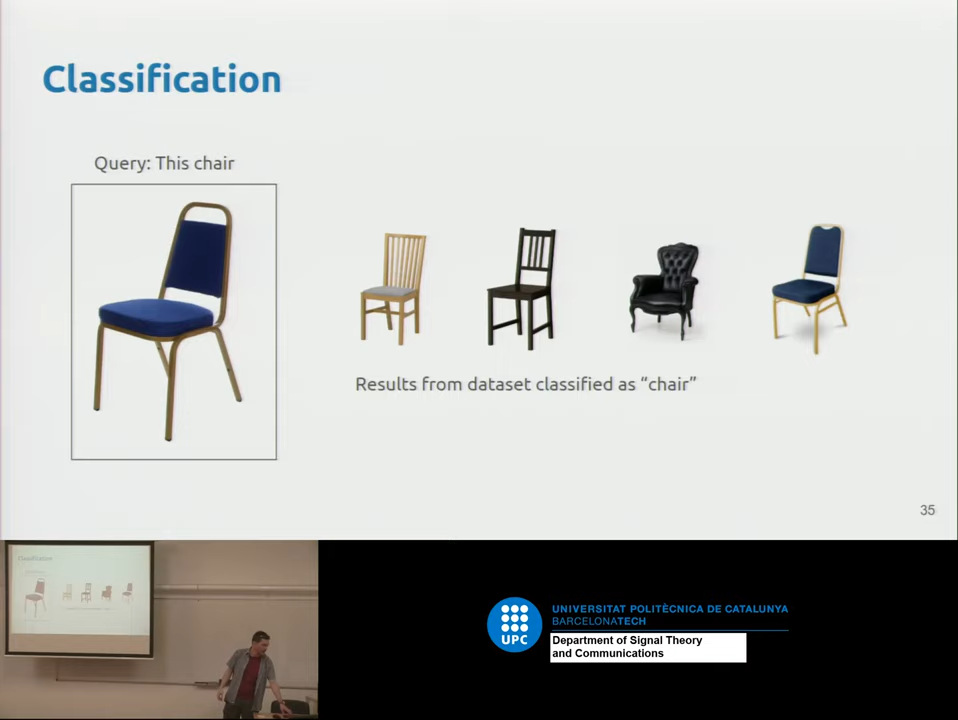 Classification
Query: This chair
Results from dataset classified as “chair”
35
Classification
UPC
UNIVERSITAT POLITÈCNICA DE CATALUNYA
BARCELONATECH
Department of Signal Theory
and Communications